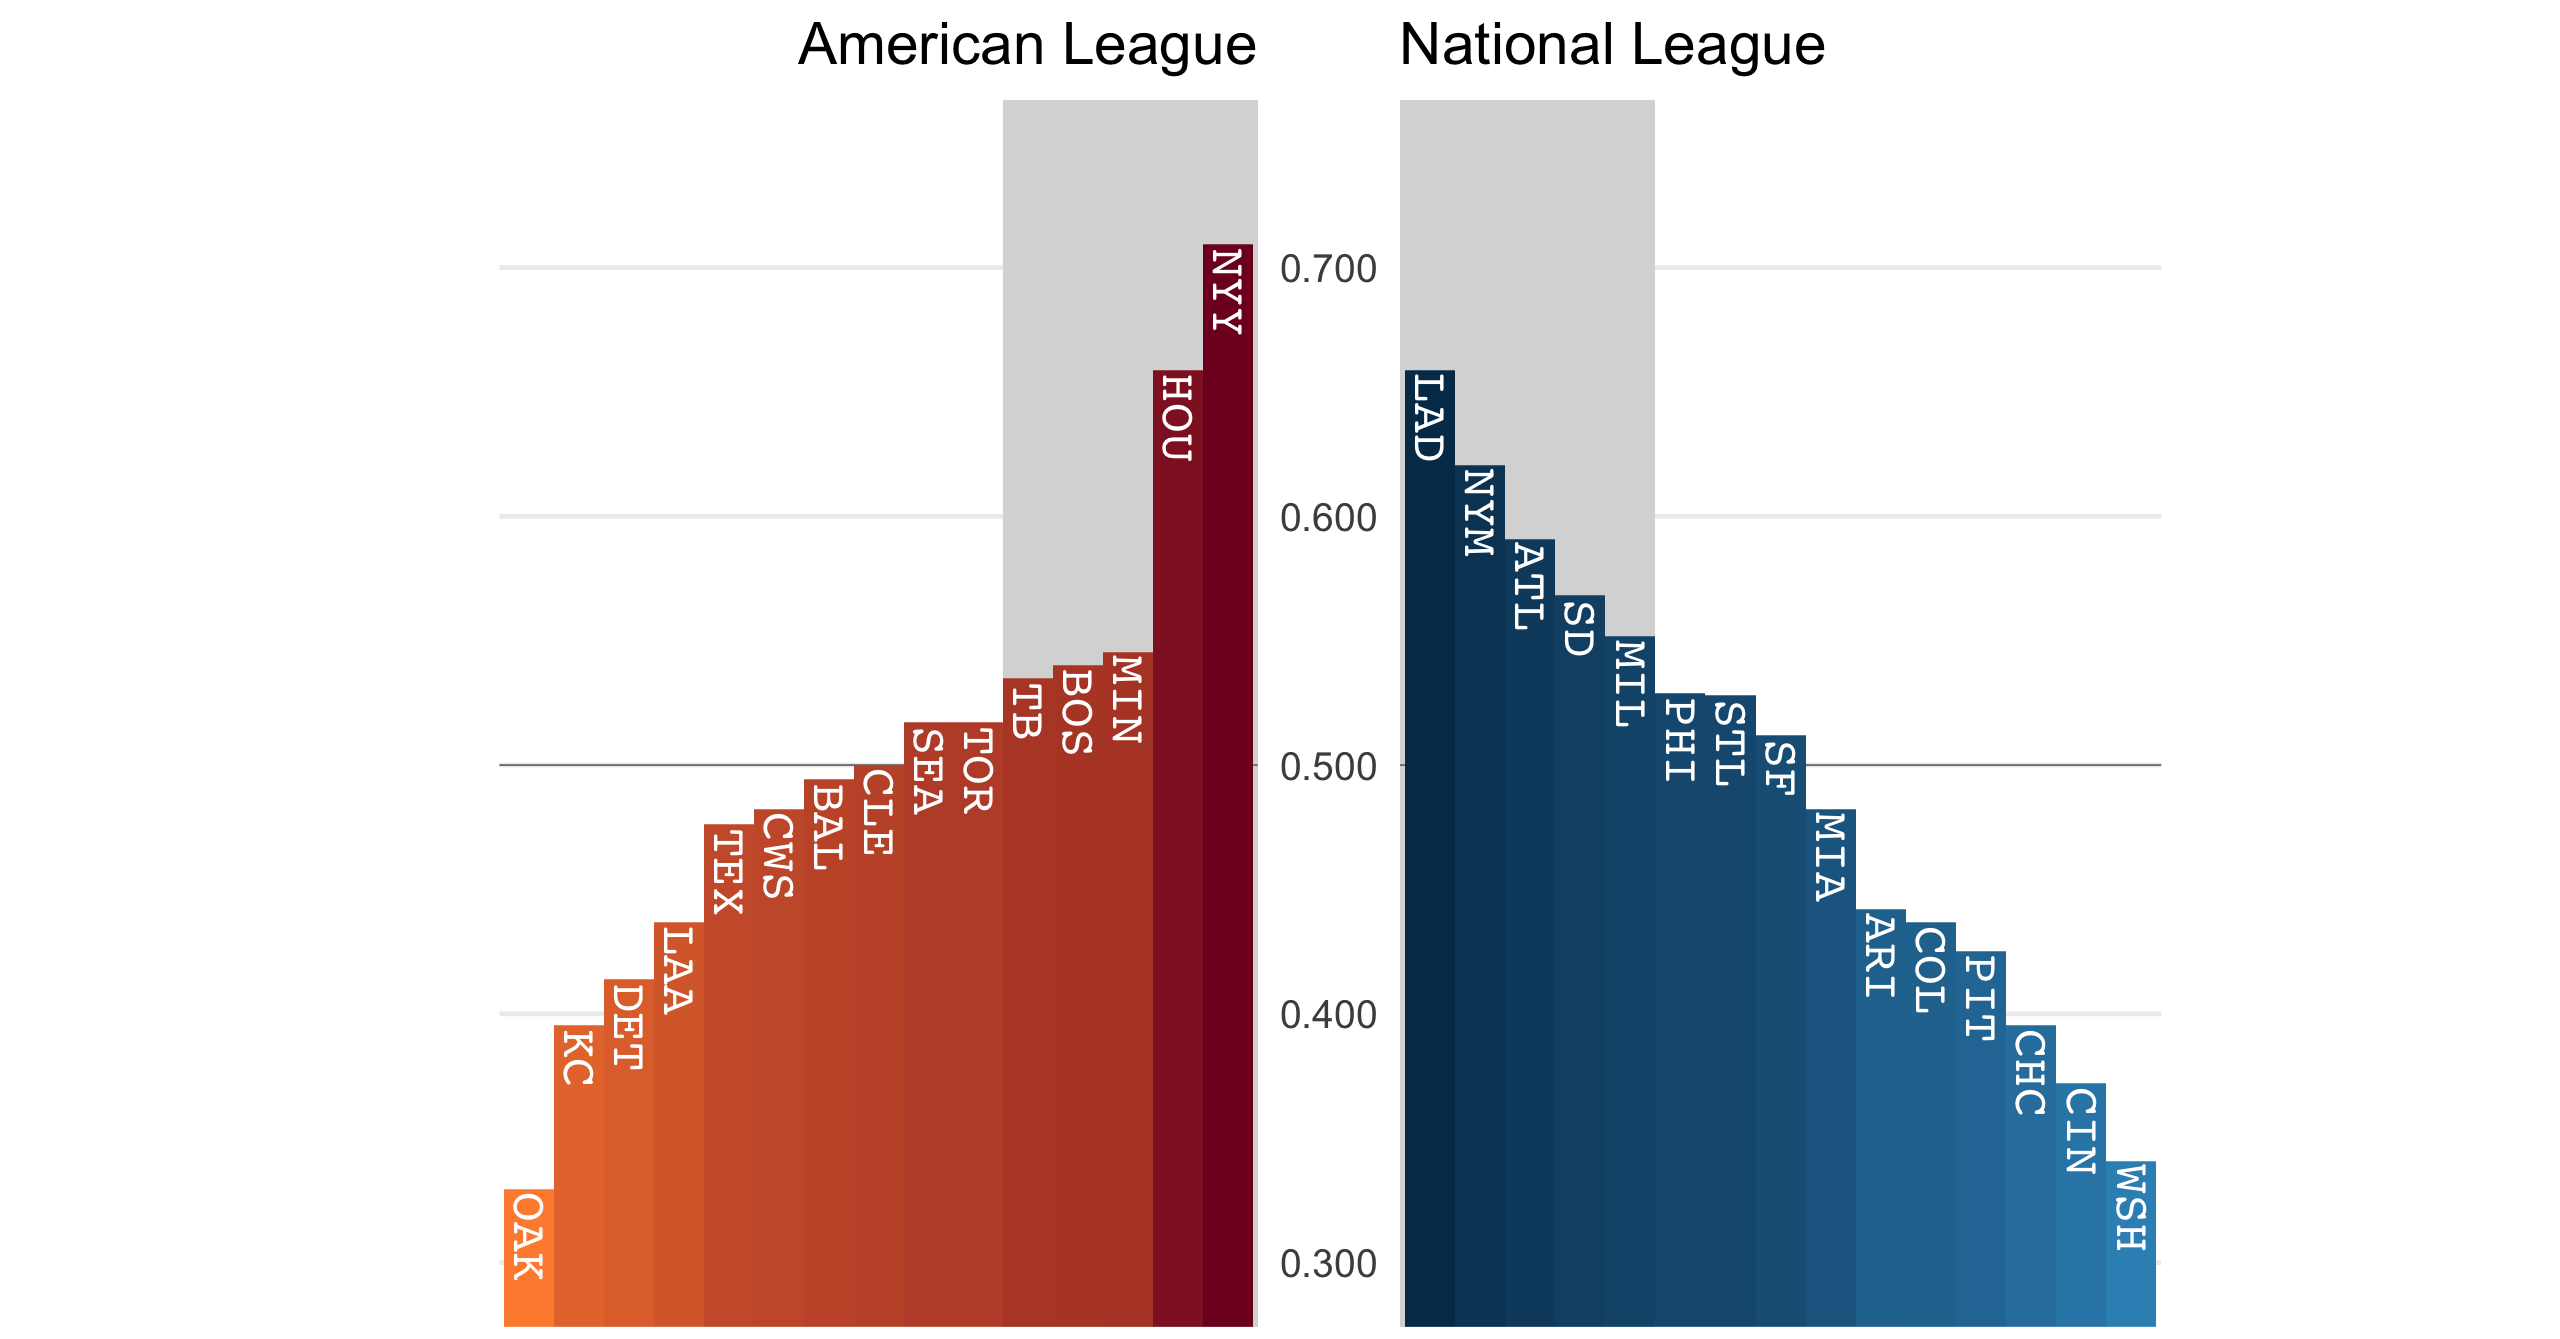 American League
National League
0.700
0.600
0.500
0.400
0.300
OAK
KC
DET
LAA
TEX
CWS
BAL
CLE
SEA
TOR
TB
BOS
MIN
HOU
NYY
LAD
NYM
ATL
SD
MIL
PHI
STL
SF
MIA
ARI
COL
PIT
CHC
CIN
WSH